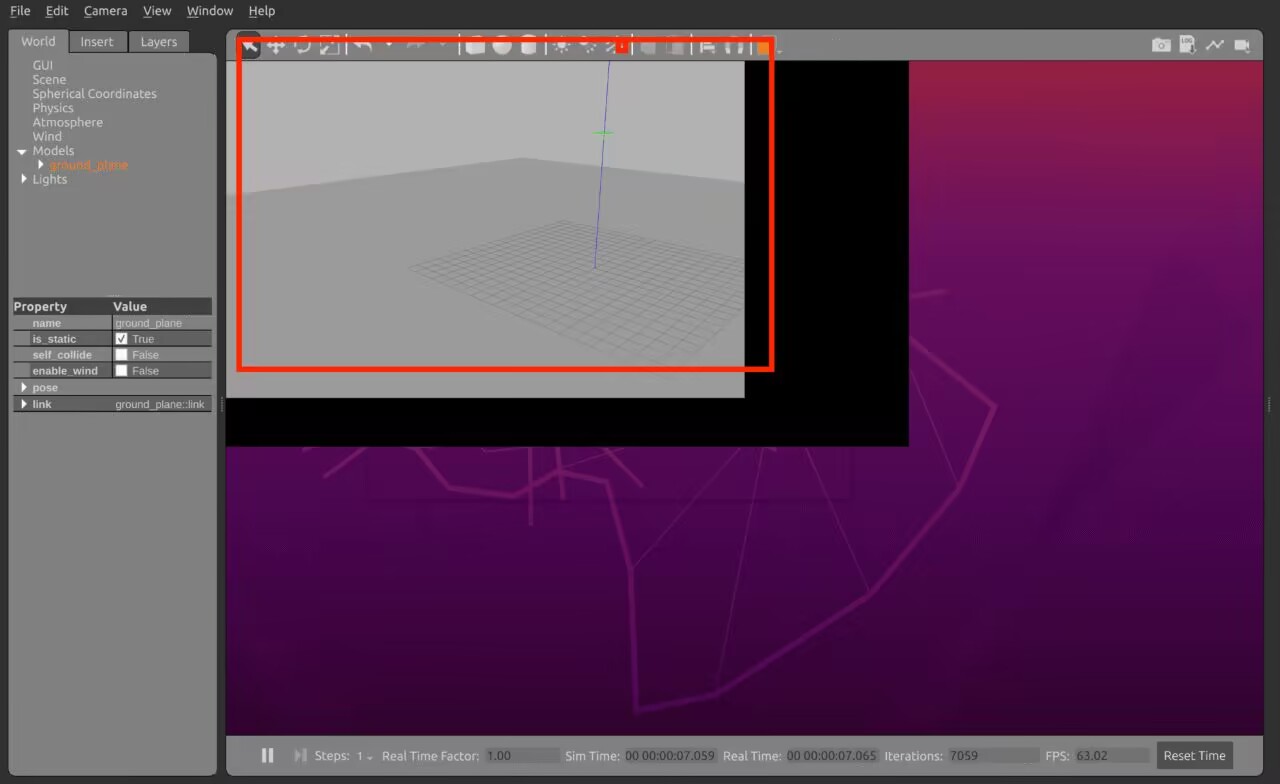 File Edit Camera View Window Help
World Insert Layers
GUI
Scene
Spherical Coordinates
Physics
Atmosphere
Wind
Models
ground_plane
Lights
Property Value
name ground_plane
is_static True
self_collide False
enable_wind False
pose
link ground_plane::link
LOG
Steps: 1 Real Time Factor: 1.00 Sim Time: 00 00:00:07.059 Real Time: 00 00:00:07.065 Iterations: 7059 FPS: 63.02 Reset Time